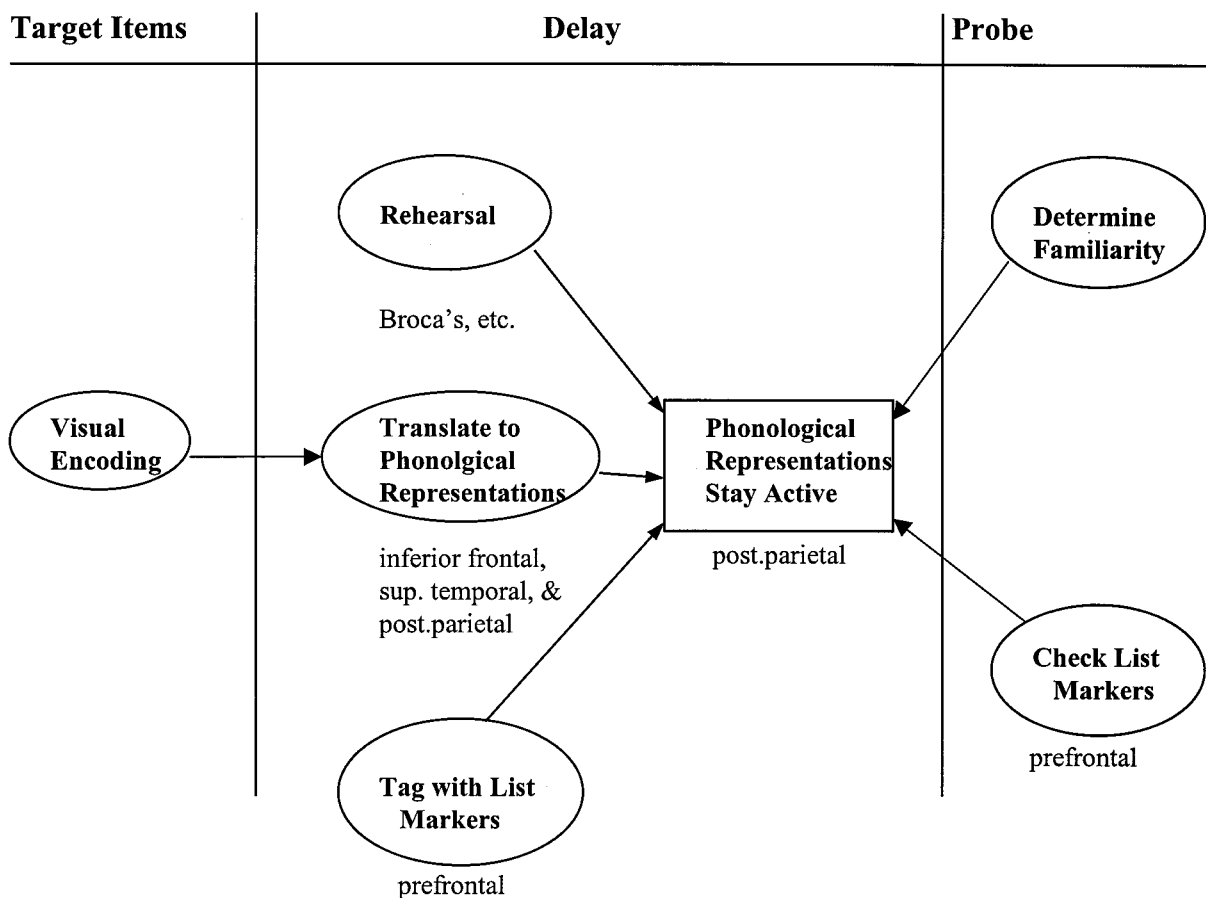 Target Items
Delay
Probe
Rehearsal
Broca's, etc.
Determine
Familiarity
Visual
Encoding
Translate to
Phonolgical
Representations
inferior frontal,
sup. temporal, &
post.parietal
Phonological
Representations
Stay Active
post.parietal
Tag with List
Markers
prefrontal
Check List
Markers
prefrontal